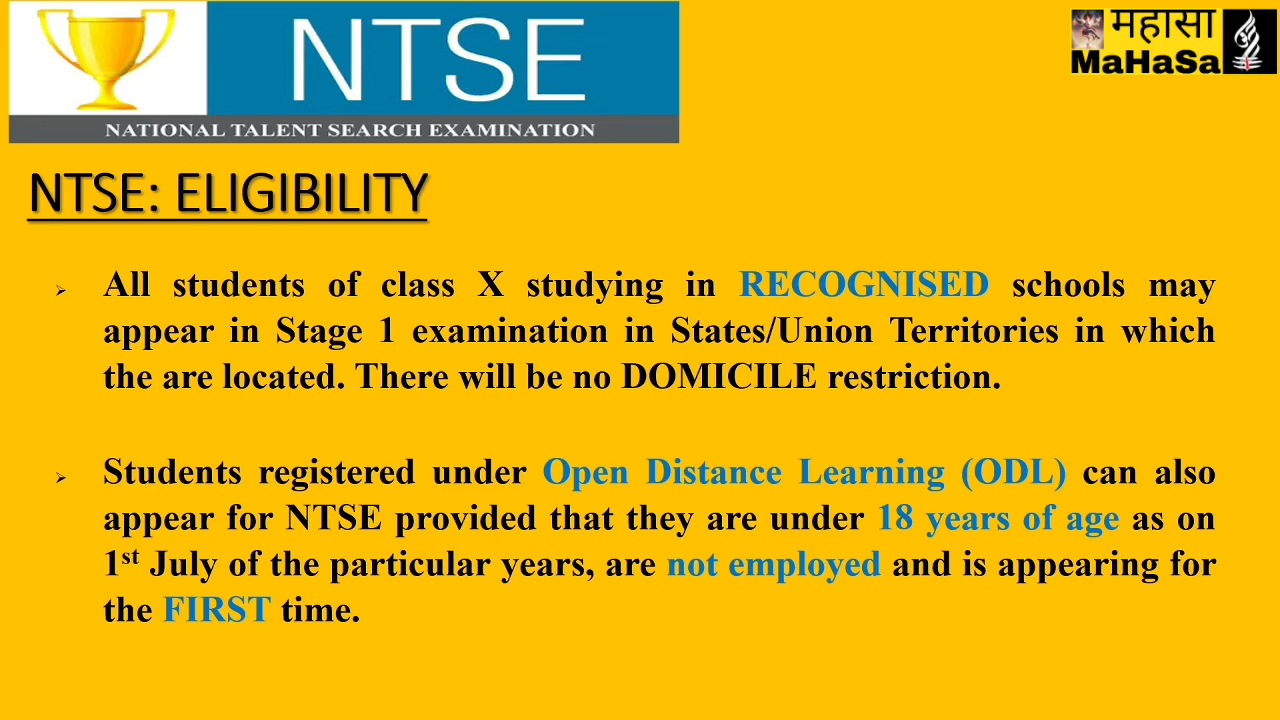 NTSE
NATIONAL TALENT SEARCH EXAMINATION
महासा
MaHaSa
NTSE: ELIGIBILITY
All students of class X studying in RECOGNISED schools may
appear in Stage 1 examination in States/Union Territories in which
the are located. There will be no DOMICILE restriction.
Students registered under Open Distance Learning (ODL) can also
appear for NTSE provided that they are under 18 years of age as on
1st July of the particular years, are not employed and is appearing for
the FIRST time.